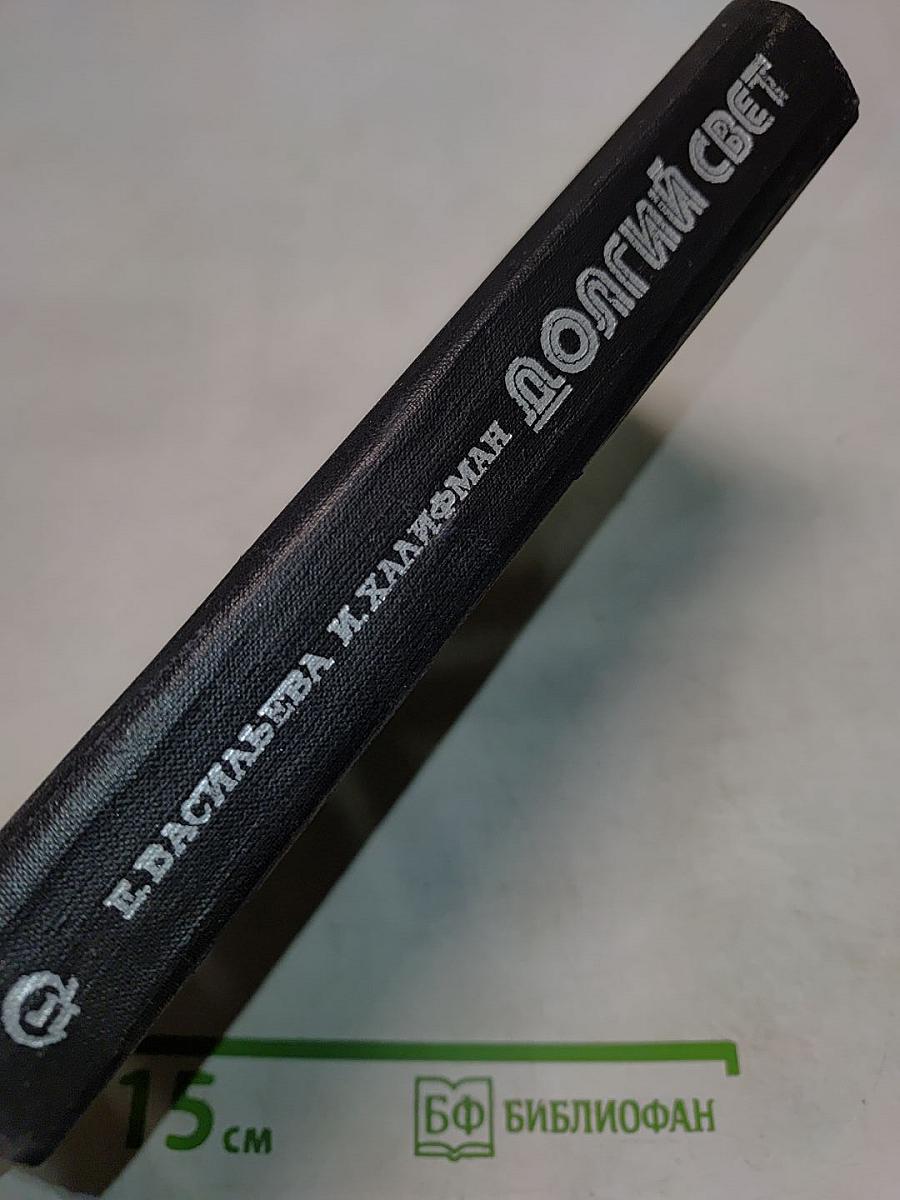 Е. ВАСИЛЬЕВА И. ХАЛИФМАН ДОЛГИЙ СВЕТ
15 см
БФ БИБЛИОФАН